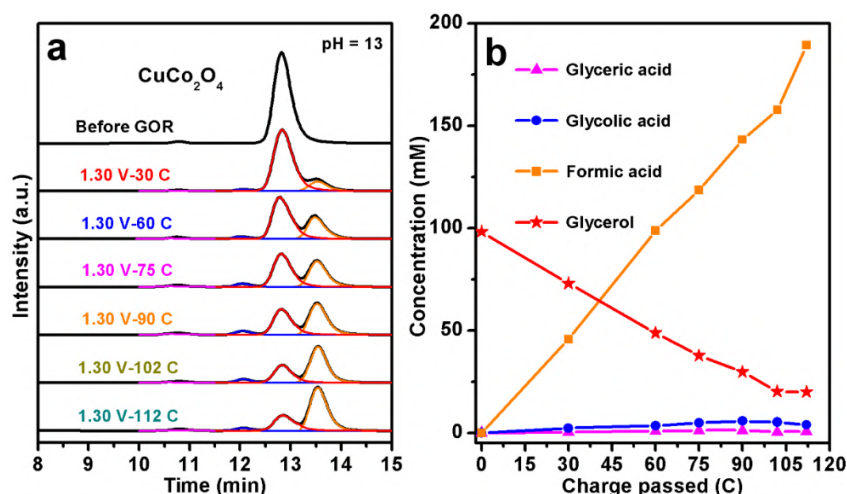 a
pH = 13
CuCo2O4
Before GOR
1.30 V-30 C
1.30 V-60 C
1.30 V-75 C
1.30 V-90 C
1.30 V-102 C
1.30 V-112 C
Intensity (a.u.)
8 9 10 11 12 13 14 15
Time (min)
b
Glyceric acid
Glycolic acid
Formic acid
Glycerol
Concentration (mM)
200
150
100
50
0
0 15 30 45 60 75 90 105 120
Charge passed (C)